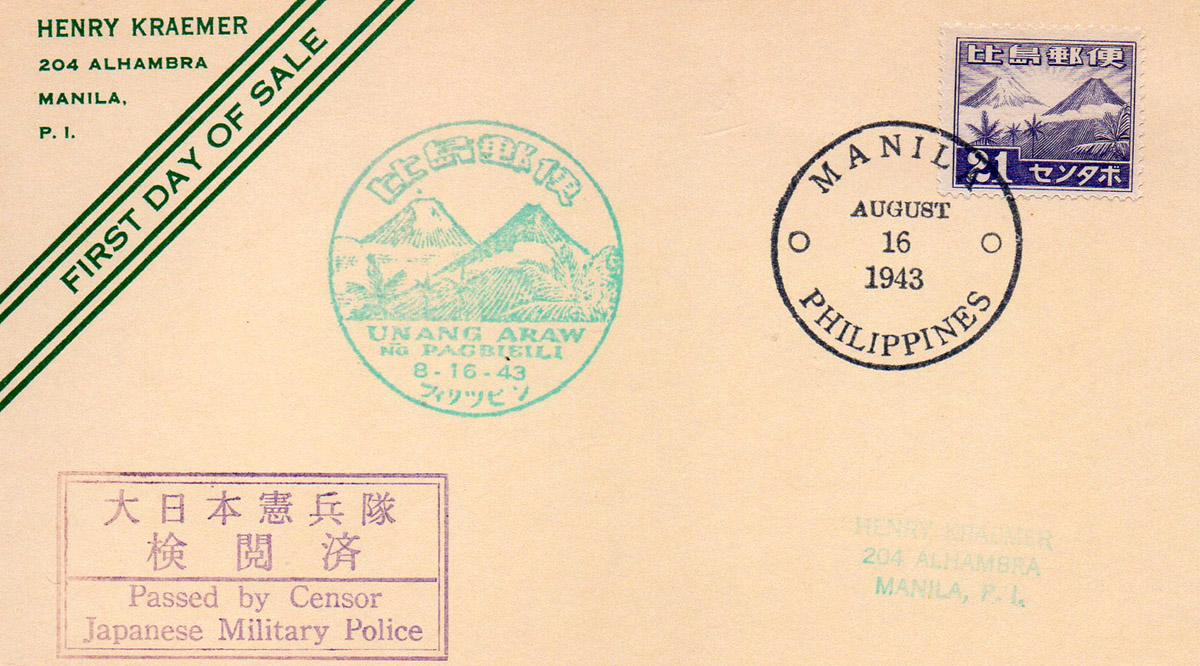 HENRY KRAEMER
204 ALHAMBRA
MANILA,
P. I.
FIRST DAY OF SALE
比島郵便
21 センタボ
MANILA
AUGUST
16
1943
PHILIPPINES
比島郵便
UNANG ARAW
NG̃ PAGBIBILI
8-16-43
フィリツピン
大日本憲兵隊
検閲済
Passed by Censor
Japanese Military Police
HENRY KRAEMER
204 ALHAMBRA
MANILA, P. I.